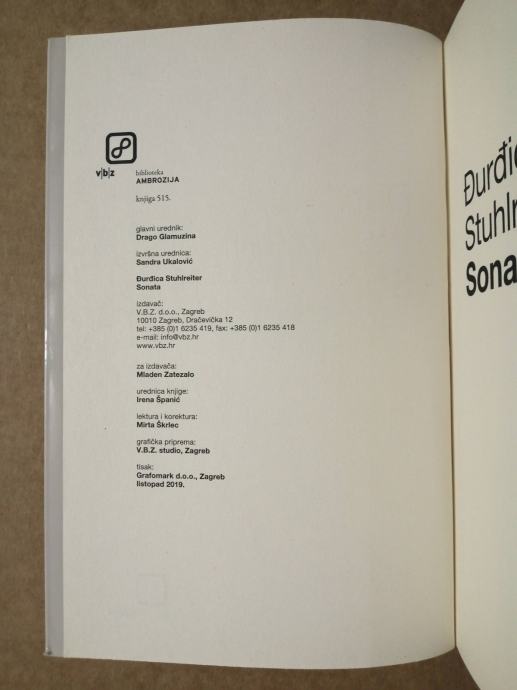 v|b|z
biblioteka
AMBROZIJA
knjiga 515.
glavni urednik:
Drago Glamuzina
izvršna urednica:
Sandra Ukalović
Đurđica Stuhlreiter
Sonata
izdavač:
V.B.Z. d.o.o., Zagreb
10010 Zagreb, Dračevička 12
tel: +385 (0)1 6235 419, fax: +385 (0)1 6235 418
e-mail: info@vbz.hr
www.vbz.hr
za izdavača:
Mladen Zatezalo
urednica knjige:
Irena Španić
lektura i korektura:
Mirta Škrlec
grafička priprema:
V.B.Z. studio, Zagreb
tisak:
Grafomark d.o.o., Zagreb
listopad 2019.
Đurđic
Stuhlr
Sona